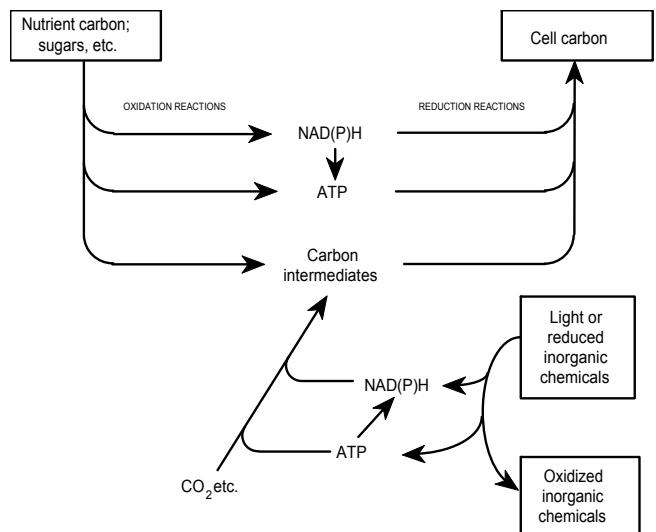 Nutrient carbon;
sugars, etc.
Cell carbon
OXIDATION REACTIONS
REDUCTION REACTIONS
NAD(P)H
ATP
Carbon
intermediates
Light or
reduced
inorganic
chemicals
NAD(P)H
ATP
CO2etc.
Oxidized
inorganic
chemicals